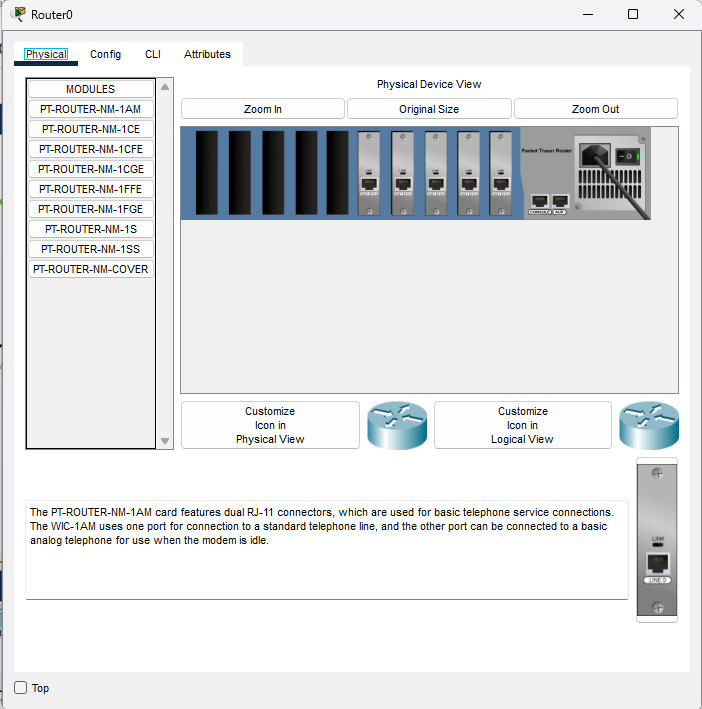 Router0
Physical
Config
CLI
Attributes
MODULES
PT-ROUTER-NM-1AM
PT-ROUTER-NM-1CE
PT-ROUTER-NM-1CFE
PT-ROUTER-NM-1CGE
PT-ROUTER-NM-1FFE
PT-ROUTER-NM-1FGE
PT-ROUTER-NM-1S
PT-ROUTER-NM-1SS
PT-ROUTER-NM-COVER
Physical Device View
Zoom In
Original Size
Zoom Out
Packet Tracer Router
CONSOLE
AUX
Customize
Icon in
Physical View
Customize
Icon in
Logical View
The PT-ROUTER-NM-1AM card features dual RJ-11 connectors, which are used for basic telephone service connections.
The WIC-1AM uses one port for connection to a standard telephone line, and the other port can be connected to a basic
analog telephone for use when the modem is idle.
LINK
LINE 0
Top